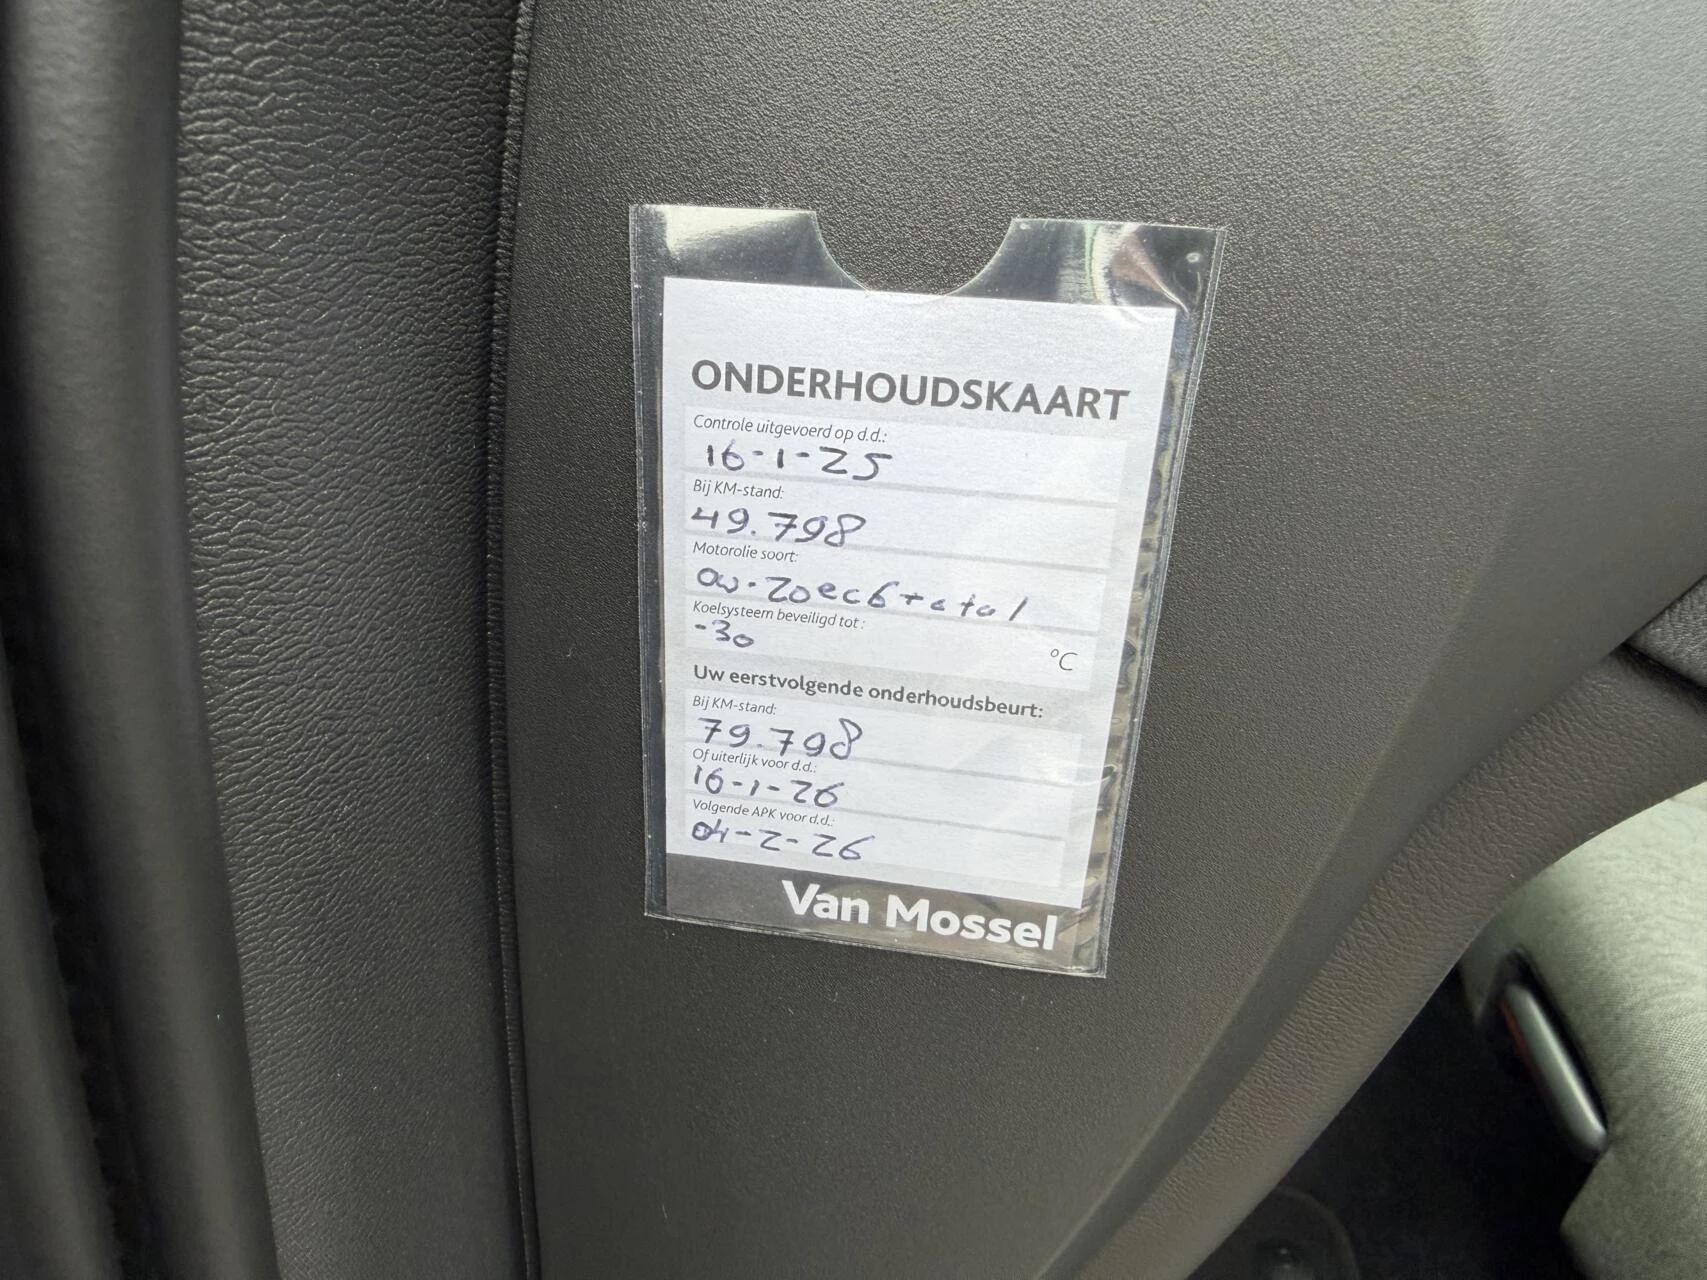 ONDERHOUDSKAART
Controle uitgevoerd op d.d.:
16-1-25
Bij KM-stand:
49.798
Motorolie soort:
0w-20ec6 total
Koelsysteem beveiligd tot:
-30 °C
Uw eerstvolgende onderhoudsbeurt:
Bij KM-stand:
79.798
Of uiterlijk voor d.d.:
16-1-26
Volgende APK voor d.d.:
04-2-26
Van Mossel